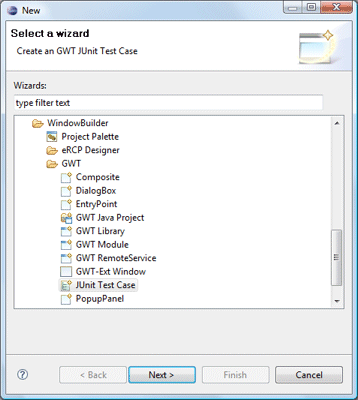 New
Select a wizard
Create an GWT JUnit Test Case
Wizards:
type filter text
WindowBuilder
Project Palette
eRCP Designer
GWT
Composite
DialogBox
EntryPoint
GWT Java Project
GWT Library
GWT Module
GWT RemoteService
GWT-Ext Window
JUnit Test Case
PopupPanel
? < Back Next > Finish Cancel